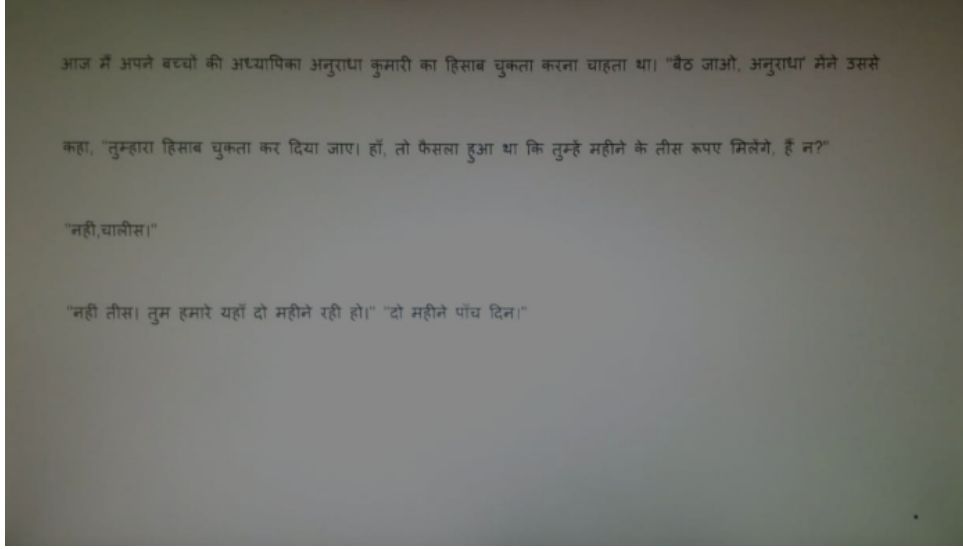 आज मैं अपने बच्चों की अध्यापिका अनुराधा कुमारी का हिसाब चुकता करना चाहता था। "बैठ जाओ, अनुराधा' मैंने उससे
कहा, "तुम्हारा हिसाब चुकता कर दिया जाए। हाँ, तो फैसला हुआ था कि तुम्हें महीने के तीस रूपए मिलेंगे, हैं न?"
"नहीं,चालीस।"
"नहीं तीस। तुम हमारे यहाँ दो महीने रही हो।" "दो महीने पाँच दिन।"